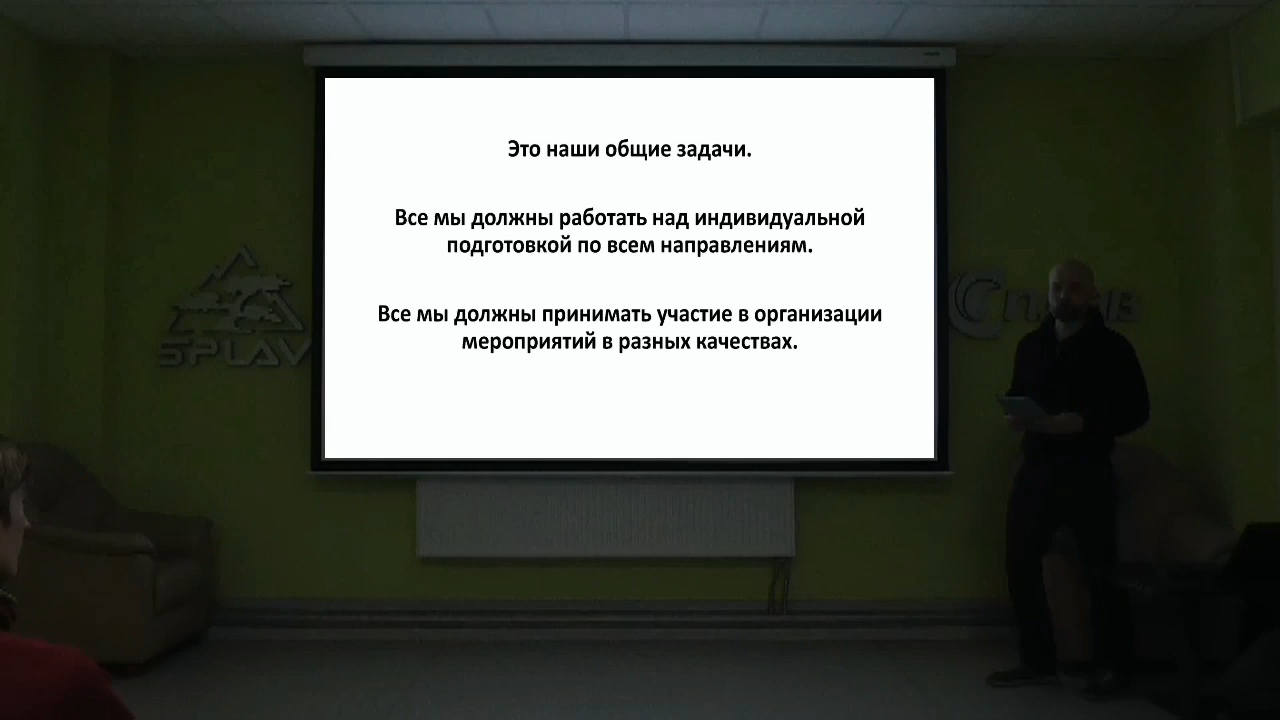 Это наши общие задачи.
Все мы должны работать над индивидуальной
подготовкой по всем направлениям.
Все мы должны принимать участие в организации
мероприятий в разных качествах.
SPLAV
Сплав